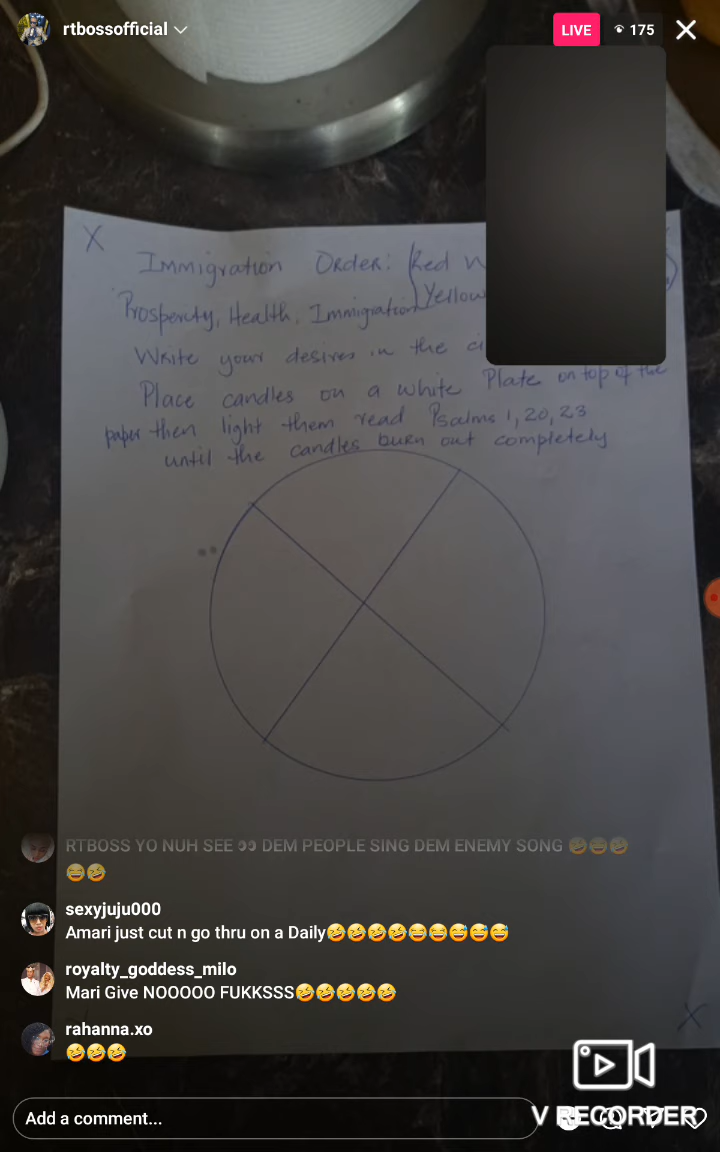 rtbossofficial
LIVE
175
X
Immigration Order: (Red
Prosperity, Health, Immigration Yellow
Write your desires in the
Place candles on a white Plate on top of the
paper then light them read Psalms 1, 20, 23
until the candles burn out completely
RTBOSS YO NUH SEE 👀 DEM PEOPLE SING DEM ENEMY SONG 🤣😂🤣
😂🤣
sexyjuju000
Amari just cut n go thru on a Daily🤣🤣🤣🤣😂😂😅😅😅
royalty_goddess_milo
Mari Give NOOOOO FUKKSSS🤣🤣🤣🤣🤣
rahanna.xo
🤣🤣🤣
X
Add a comment...
V RECORDER